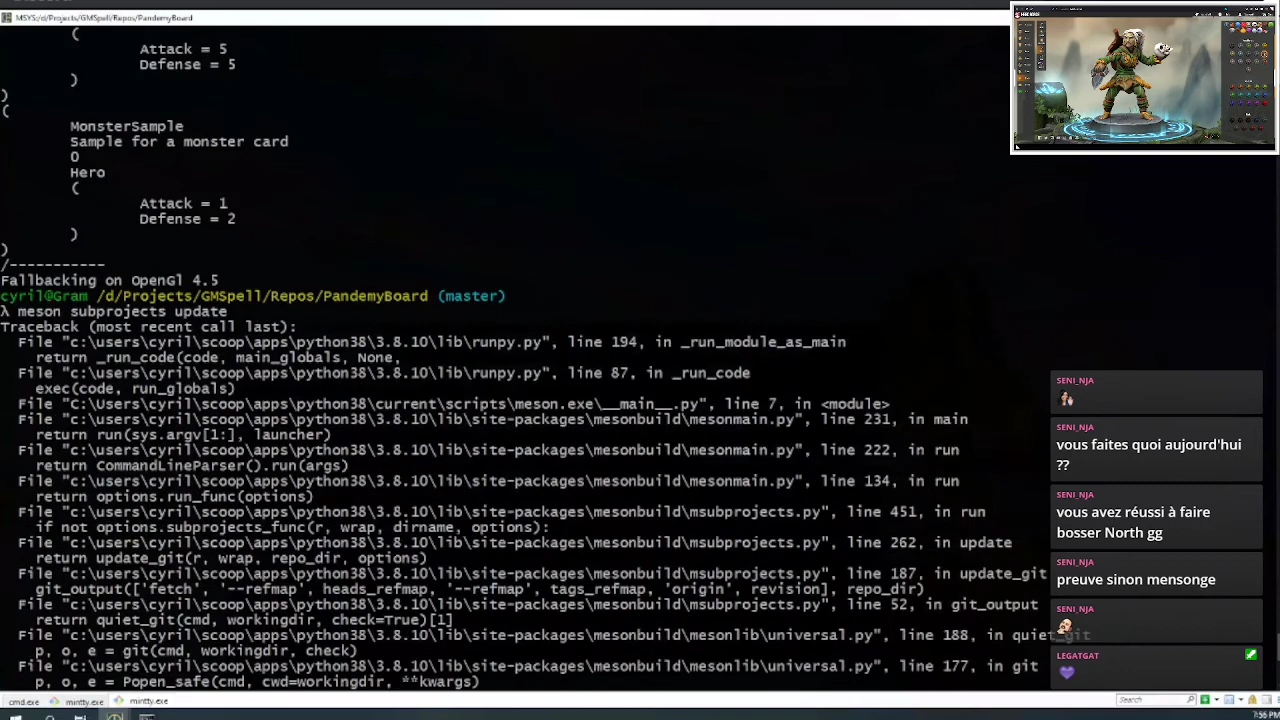 MSYS:/d/Projects/GMSpell/Repos/PandemyBoard
(
Attack = 5
Defense = 5
)
)
(
MonsterSample
Sample for a monster card
0
Hero
(
Attack = 1
Defense = 2
)
)
/-----------
Fallbacking on OpenGl 4.5
cyril@Gram /d/Projects/GMSpell/Repos/PandemyBoard (master)
λ meson subprojects update
Traceback (most recent call last):
File "c:\users\cyril\scoop\apps\python38\3.8.10\lib\runpy.py", line 194, in _run_module_as_main
return _run_code(code, main_globals, None,
File "c:\users\cyril\scoop\apps\python38\3.8.10\lib\runpy.py", line 87, in _run_code
exec(code, run_globals)
File "C:\Users\cyril\scoop\apps\python38\current\scripts\meson.exe\__main__.py", line 7, in <module>
File "c:\users\cyril\scoop\apps\python38\3.8.10\lib\site-packages\mesonbuild\mesonmain.py", line 231, in main
return run(sys.argv[1:], launcher)
File "c:\users\cyril\scoop\apps\python38\3.8.10\lib\site-packages\mesonbuild\mesonmain.py", line 222, in run
return CommandLineParser().run(args)
File "c:\users\cyril\scoop\apps\python38\3.8.10\lib\site-packages\mesonbuild\mesonmain.py", line 134, in run
return options.run_func(options)
File "c:\users\cyril\scoop\apps\python38\3.8.10\lib\site-packages\mesonbuild\msubprojects.py", line 451, in run
if not options.subprojects_func(r, wrap, dirname, options):
File "c:\users\cyril\scoop\apps\python38\3.8.10\lib\site-packages\mesonbuild\msubprojects.py", line 262, in update
return update_git(r, wrap, repo_dir, options)
File "c:\users\cyril\scoop\apps\python38\3.8.10\lib\site-packages\mesonbuild\msubprojects.py", line 187, in update_git
git_output(['fetch', '--refmap', heads_refmap, '--refmap', tags_refmap, 'origin', revision], repo_dir)
File "c:\users\cyril\scoop\apps\python38\3.8.10\lib\site-packages\mesonbuild\msubprojects.py", line 52, in git_output
return quiet_git(cmd, workingdir, check=True)[1]
File "c:\users\cyril\scoop\apps\python38\3.8.10\lib\site-packages\mesonbuild\mesonlib\universal.py", line 188, in quiet_git
p, o, e = git(cmd, workingdir, check)
File "c:\users\cyril\scoop\apps\python38\3.8.10\lib\site-packages\mesonbuild\mesonlib\universal.py", line 177, in git
p, o, e = Popen_safe(cmd, cwd=workingdir, **kwargs)
SENI_NJA
SENI_NJA
vous faites quoi aujourd'hui
??
SENI_NJA
vous avez réussi à faire
bosser North gg
SENI_NJA
preuve sinon mensonge
SENI_NJA
LEGATGAT
cmd.exe
mintty.exe
mintty.exe
Search
7:56 PM